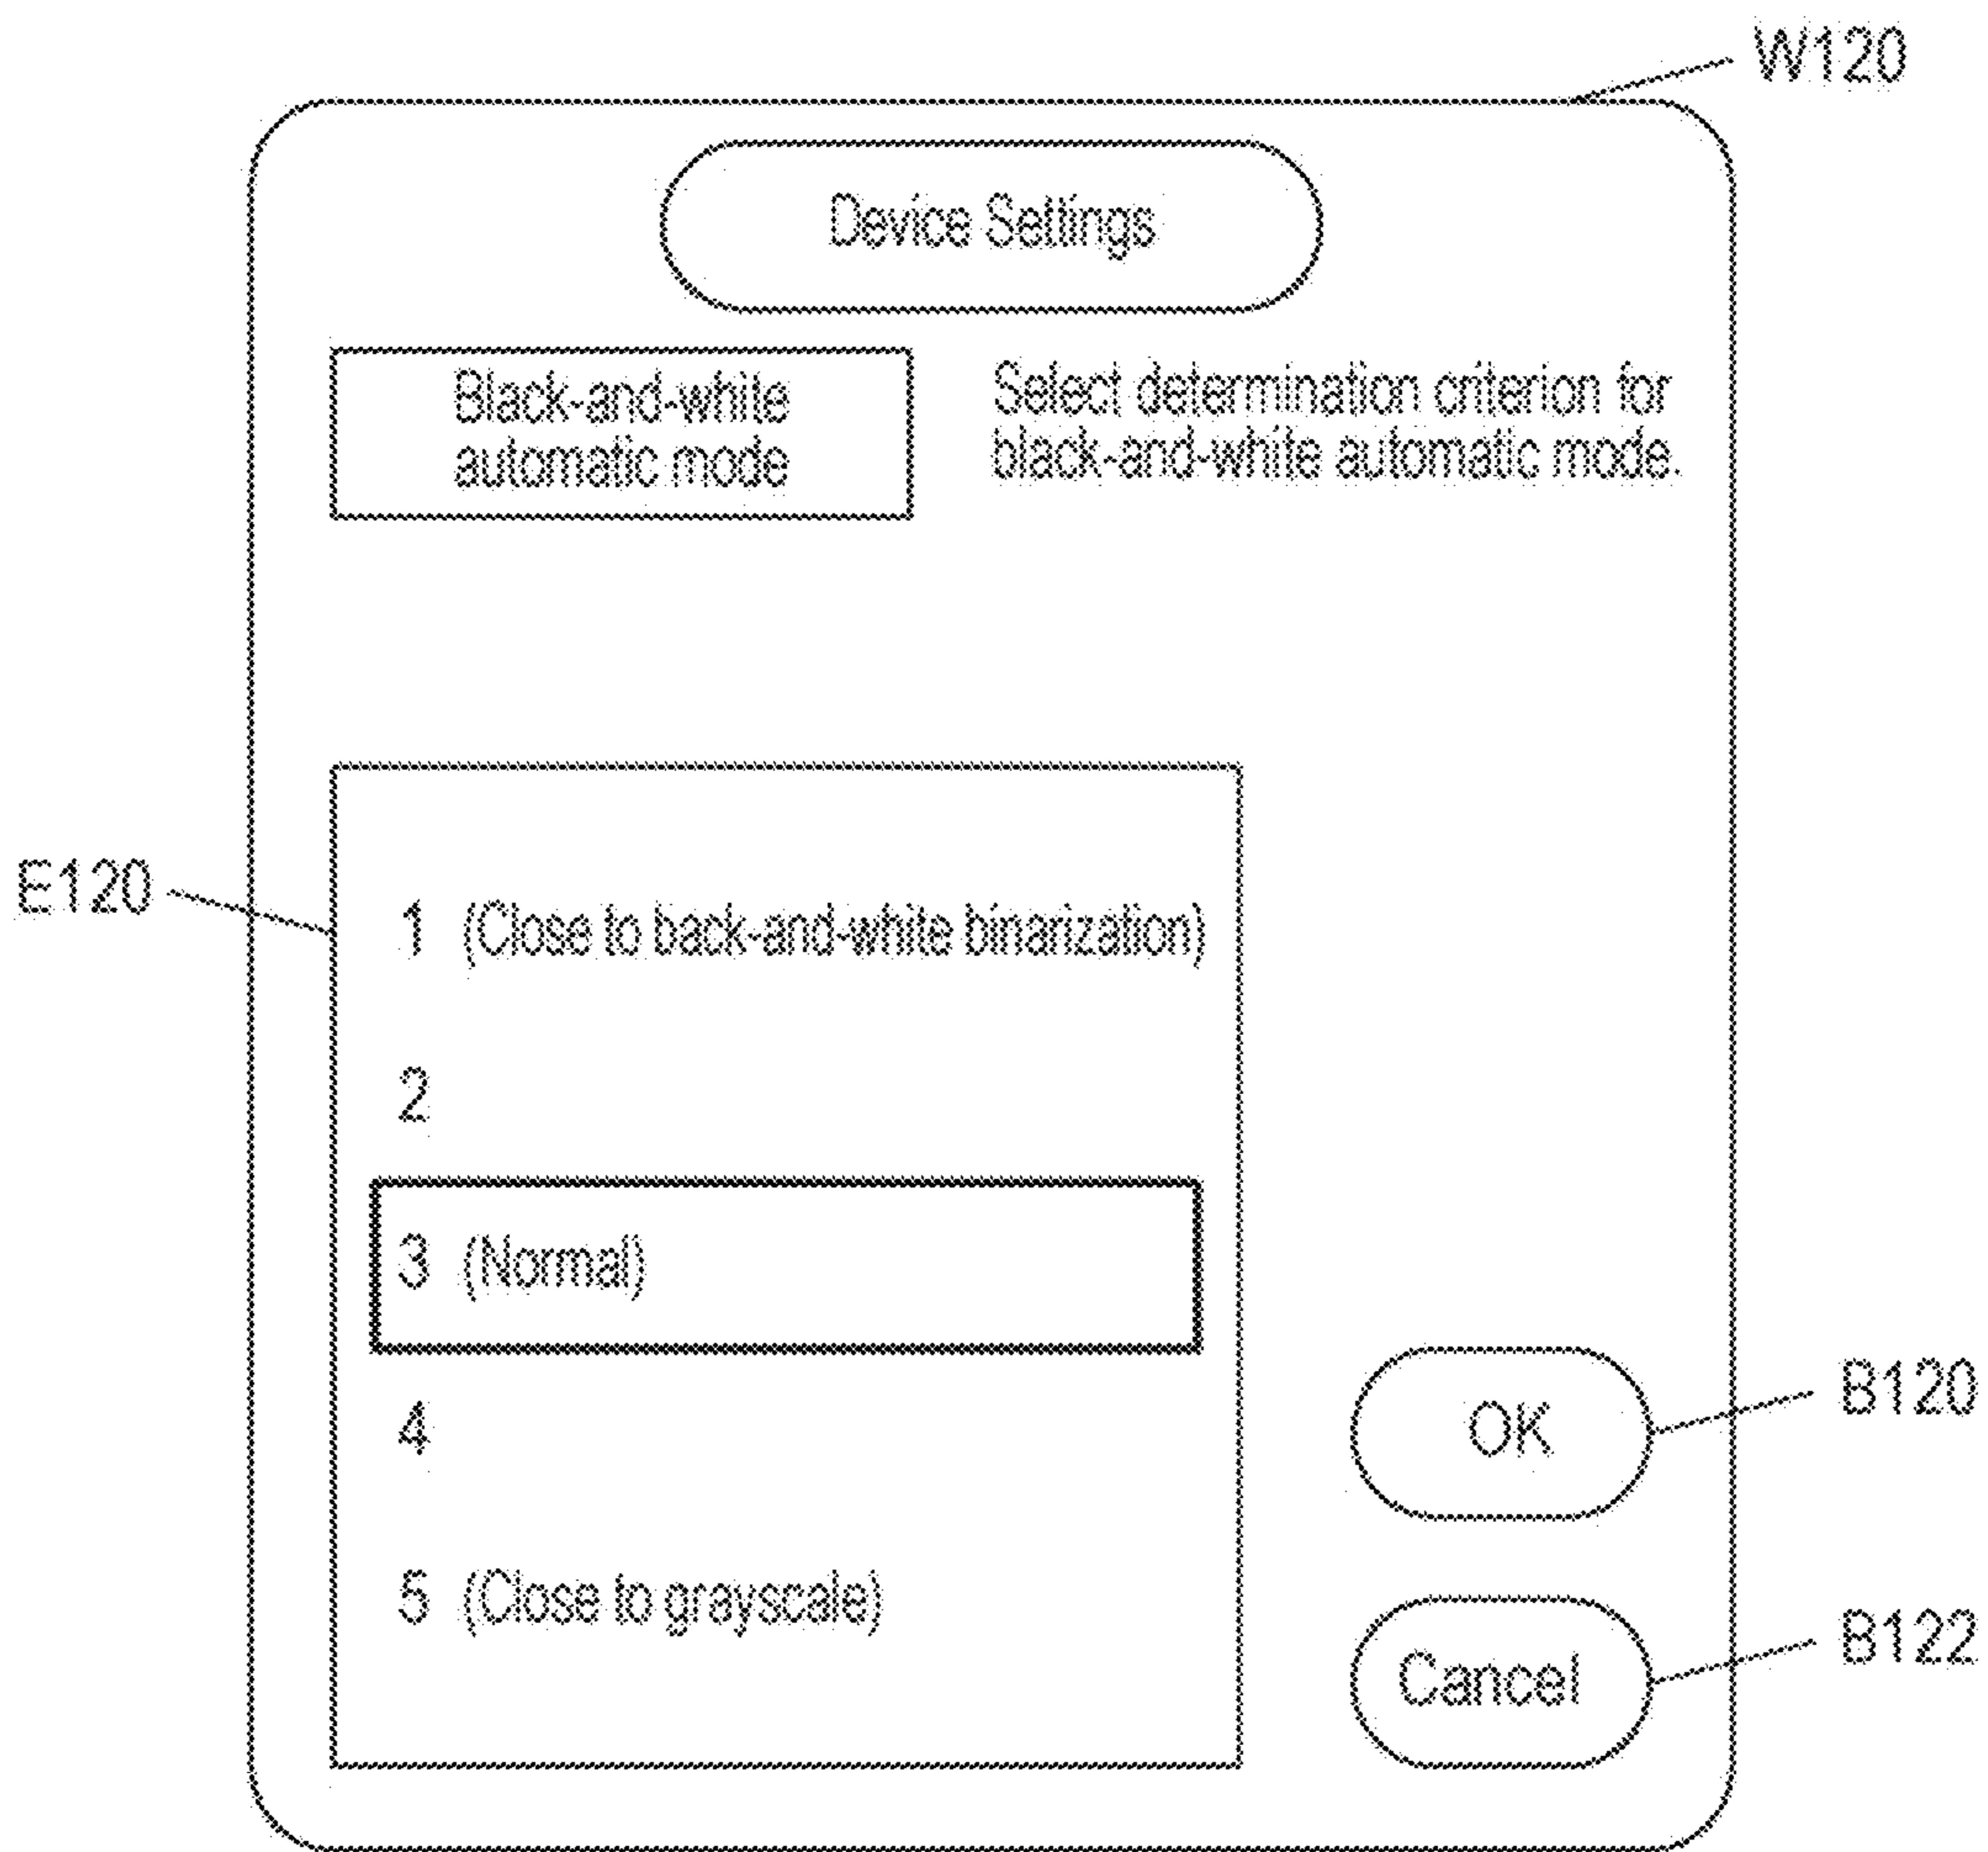 W120
Device Settings
Black-and-white
automatic mode
Select determination criterion for
black-and-white automatic mode.
E120
1 (Close to back-and-white binarization)
2
3 (Normal)
4
5 (Close to grayscale)
OK
B120
Cancel
B122